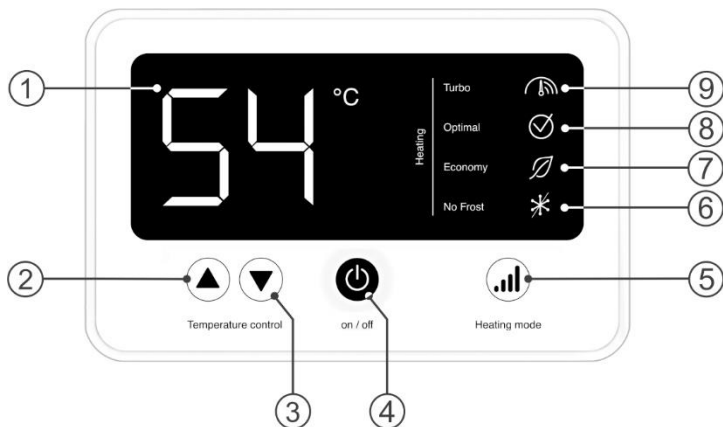 1
54 °C
Heating
Turbo
9
Optimal
8
Economy
7
No Frost
6
2
5
Temperature control
on / off
Heating mode
3
4